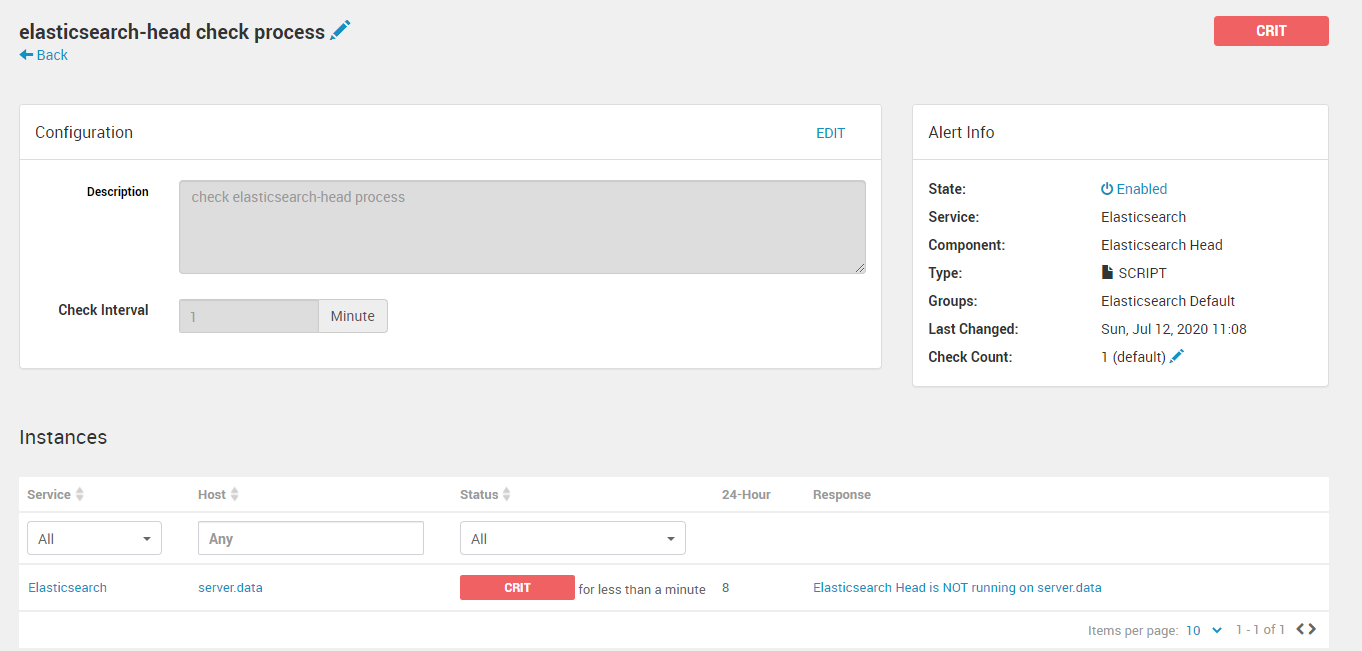 elasticsearch-head check process
CRIT
Back
Configuration
EDIT
Description
check elasticsearch-head process
Check Interval
1 Minute
Alert Info
State: Enabled
Service: Elasticsearch
Component: Elasticsearch Head
Type: SCRIPT
Groups: Elasticsearch Default
Last Changed: Sun, Jul 12, 2020 11:08
Check Count: 1 (default)
Instances
Service Host Status 24-Hour Response
All Any All
Elasticsearch server.data CRIT for less than a minute 8 Elasticsearch Head is NOT running on server.data
Items per page: 10 1 - 1 of 1